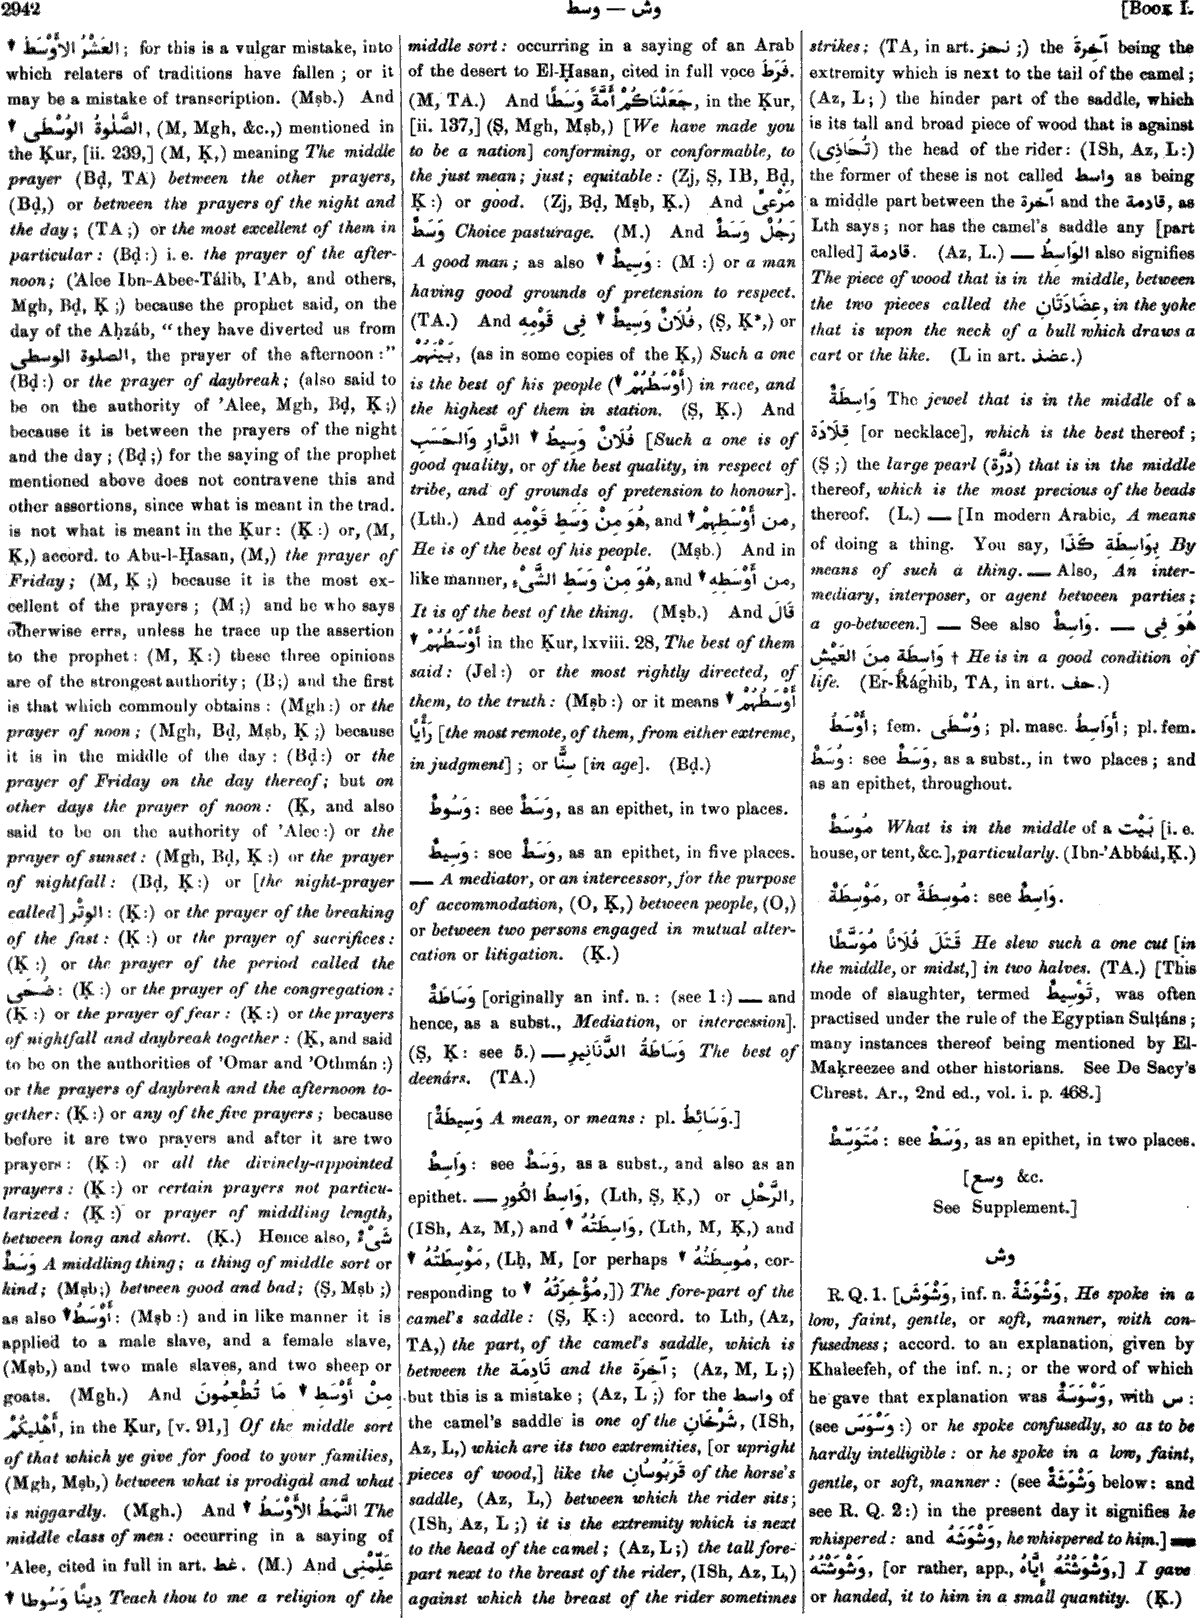 2942
وسط — وش
[BOOK I.
العَشْرُ الأَوْسَطُ; for this is a vulgar mistake, into
which relaters of traditions have fallen; or it
may be a mistake of transcription. (Mṣb.) And
الصَّلٰوةُ الوُسْطَى, (M, Mgh, &c.,) mentioned in
the Ḳur, [ii. 239,] (M, Ḳ,) meaning The middle
prayer (Bḍ, TA) between the other prayers,
(Bḍ,) or between the prayers of the night and
the day; (TA;) or the most excellent of them in
particular: (Bḍ:) i. e. the prayer of the after-
noon; ('Alee Ibn-Abee-Tálib, I'Ab, and others,
Mgh, Bḍ, Ḳ;) because the prophet said, on the
day of the Aḥzáb, "they have diverted us from
الصلوة الوسطى, the prayer of the afternoon:"
(Bḍ:) or the prayer of daybreak; (also said to
be on the authority of 'Alee, Mgh, Bḍ, Ḳ;)
because it is between the prayers of the night
and the day; (Bḍ;) for the saying of the prophet
mentioned above does not contravene this and
other assertions, since what is meant in the trad.
is not what is meant in the Ḳur: (Ḳ:) or, (M,
Ḳ,) accord. to Abu-l-Ḥasan, (M,) the prayer of
Friday; (M, Ḳ;) because it is the most ex-
cellent of the prayers; (M;) and he who says
otherwise errs, unless he trace up the assertion
to the prophet: (M, Ḳ:) these three opinions
are of the strongest authority; (B;) and the first
is that which commonly obtains: (Mgh:) or the
prayer of noon; (Mgh, Bḍ, Mṣb, Ḳ;) because
it is in the middle of the day: (Bḍ:) or the
prayer of Friday on the day thereof; but on
other days the prayer of noon: (Ḳ, and also
said to be on the authority of 'Alee:) or the
prayer of sunset: (Mgh, Bḍ, Ḳ:) or the prayer
of nightfall: (Bḍ, Ḳ:) or [the night-prayer
called] الوِتْر: (Ḳ:) or the prayer of the breaking
of the fast: (Ḳ:) or the prayer of sacrifices:
(Ḳ:) or the prayer of the period called the
ضُحَى: (Ḳ:) or the prayer of the congregation:
(Ḳ:) or the prayer of fear: (Ḳ:) or the prayers
of nightfall and daybreak together: (Ḳ, and said
to be on the authorities of 'Omar and 'Othmán:)
or the prayers of daybreak and the afternoon to-
gether: (Ḳ:) or any of the five prayers; because
before it are two prayers and after it are two
prayers: (Ḳ:) or all the divinely-appointed
prayers: (Ḳ:) or certain prayers not particu-
larized: (Ḳ:) or prayer of middling length,
between long and short. (Ḳ.) Hence also, شَىْءٌ
وَسَطٌ A middling thing; a thing of middle sort or
kind; (Mṣb;) between good and bad; (Ṣ, Mṣb;)
as also أَوْسَطُ: (Mṣb:) and in like manner it is
applied to a male slave, and a female slave,
(Mṣb,) and two male slaves, and two sheep or
goats. (Mgh.) And مِنْ أَوْسَطِ مَا تُطْعِمُونَ
أَهْلِيكُمْ, in the Ḳur, [v. 91,] Of the middle sort
of that which ye give for food to your families,
(Mgh, Mṣb,) between what is prodigal and what
is niggardly. (Mgh.) And النَّمَطُ الأَوْسَطُ The
middle class of men: occurring in a saying of
'Alee, cited in full in art. غط. (M.) And عَلِّمْنِى
دِينًا وَسُوطا Teach thou to me a religion of the
middle sort: occurring in a saying of an Arab
of the desert to El-Ḥasan, cited in full voce فَرَطَ.
(M, TA.) And جَعَلْنَاكُمْ أُمَّةً وَسَطًا, in the Ḳur,
[ii. 137,] (Ṣ, Mgh, Mṣb,) [We have made you
to be a nation] conforming, or conformable, to
the just mean; just; equitable: (Zj, Ṣ, IB, Bḍ,
Ḳ:) or good. (Zj, Bḍ, Mṣb, Ḳ.) And مَرْعًى
وَسَطٌ Choice pasturage. (M.) And رَجُلٌ وَسَطٌ
A good man; as also وَسِيطٌ: (M:) or a man
having good grounds of pretension to respect.
(TA.) And فُلَانٌ وَسِيطٌ فِى قَوْمِهِ, (Ṣ, Ḳ*,) or
بَيْنَهُمْ, (as in some copies of the Ḳ,) Such a one
is the best of his people (أَوْسَطُهُمْ) in race, and
the highest of them in station. (Ṣ, Ḳ.) And
فُلَانٌ وَسِيطُ الدَّارِ وَالحَسَبِ [Such a one is of
good quality, or of the best quality, in respect of
tribe, and of grounds of pretension to honour].
(Lth.) And هُوَ مِنْ وَسَطِ قَوْمِهِ, and من أَوْسَطِهِمْ,
He is of the best of his people. (Mṣb.) And in
like manner, هُوَ مِنْ وَسَطِ الشَّىْءِ, and من أَوْسَطِهِ,
It is of the best of the thing. (Mṣb.) And قَالَ
أَوْسَطُهُمْ in the Ḳur, lxviii. 28, The best of them
said: (Jel:) or the most rightly directed, of
them, to the truth: (Mṣb:) or it means أَوْسَطُهُمْ
رَأْيًا [the most remote, of them, from either extreme,
in judgment]; or سِنًّا [in age]. (Bḍ.)
وَسُوطٌ: see وَسَطٌ, as an epithet, in two places.
وَسِيطٌ: see وَسَطٌ, as an epithet, in five places.
— A mediator, or an intercessor, for the purpose
of accommodation, (O, Ḳ,) between people, (O,)
or between two persons engaged in mutual alter-
cation or litigation. (Ḳ.)
وَسَاطَةٌ [originally an inf. n.: (see 1:) — and
hence, as a subst., Mediation, or intercession].
(Ṣ, Ḳ: see 5.) — وَسَاطَةُ الدَّنَانِيرِ The best of
deenárs. (TA.)
[وَسِيطَةٌ A mean, or means: pl. وَسَائِطُ.]
وَاسِطٌ: see وَسَطٌ, as a subst., and also as an
epithet. — وَاسِطُ الكُورِ, (Lth, Ṣ, Ḳ,) or الرَّحْلِ,
(ISh, Az, M,) and وَاسِطَتُهُ, (Lth, M, Ḳ,) and
مَوْسِطَتُهُ, (Lḥ, M, [or perhaps مُوسِطَتُهُ, cor-
responding to مُؤْخِرَتُهُ,]) The fore-part of the
camel's saddle: (Ṣ, Ḳ:) accord. to Lth, (Az,
TA,) the part, of the camel's saddle, which is
between the قَادِمَة and the آخِرَة; (Az, M, L;)
but this is a mistake; (Az, L;) for the واسط of
the camel's saddle is one of the شَرْخَانِ, (ISh,
Az, L,) which are its two extremities, [or upright
pieces of wood,] like the قَرَبُوسَان of the horse's
saddle, (Az, L,) between which the rider sits;
(ISh, Az, L;) it is the extremity which is next
to the head of the camel; (Az, L;) the tall fore-
part next to the breast of the rider, (ISh, Az, L,)
against which the breast of the rider sometimes
strikes; (TA, in art. نحز;) the آخِرَة being the
extremity which is next to the tail of the camel;
(Az, L;) the hinder part of the saddle, which
is its tall and broad piece of wood that is against
(تُحَاذِى) the head of the rider: (ISh, Az, L:)
the former of these is not called واسط as being
a middle part between the آخرة and the قادمة, as
Lth says; nor has the camel's saddle any [part
called] قادمة. (Az, L.) — الوَاسِطُ also signifies
The piece of wood that is in the middle, between
the two pieces called the عِضَادَتَانِ, in the yoke
that is upon the neck of a bull which draws a
cart or the like. (L in art. عضد.)
وَاسِطَةٌ The jewel that is in the middle of a
قِلَادَة [or necklace], which is the best thereof;
(Ṣ;) the large pearl (دُرَّة) that is in the middle
thereof, which is the most precious of the beads
thereof. (L.) — [In modern Arabic, A means
of doing a thing. You say, بِوَاسِطَةِ كَذَا By
means of such a thing. — Also, An inter-
mediary, interposer, or agent between parties;
a go-between.] — See also وَاسِطٌ. — هُوَ فِى
وَاسِطَةٍ مِنَ العَيْشِ † He is in a good condition of
life. (Er-Rághib, TA, in art. حف.)
أَوْسَطُ; fem. وُسْطَى; pl. masc. أَوَاسِطُ; pl. fem.
وُسَطٌ: see وَسَطٌ, as a subst., in two places; and
as an epithet, throughout.
مُوسَطٌ What is in the middle of a بَيْت [i. e.
house, or tent, &c.], particularly. (Ibn-'Abbád, Ḳ.)
مَوْسِطَةٌ, or مُوسِطَةٌ: see وَاسِطٌ.
قَتَلَ فُلَانًا مُوَسَّطًا He slew such a one cut [in
the middle, or midst,] in two halves. (TA.) [This
mode of slaughter, termed تَوْسِيطٌ, was often
practised under the rule of the Egyptian Sulṭáns;
many instances thereof being mentioned by El-
Maḳreezee and other historians. See De Sacy's
Chrest. Ar., 2nd ed., vol. i. p. 468.]
مُتَوَسِّطٌ: see وَسَطٌ, as an epithet, in two places.
[وسع &c.
See Supplement.]
وش
R. Q. 1. [وَشْوَشَ, inf. n. وَشْوَشَةٌ, He spoke in a
low, faint, gentle, or soft, manner, with con-
fusedness; accord. to an explanation, given by
Khaleefeh, of the inf. n.; or the word of which
he gave that explanation was وَسْوَسَةٌ, with س:
(see وَسْوَسَ:) or he spoke confusedly, so as to be
hardly intelligible: or he spoke in a low, faint,
gentle, or soft, manner: (see وَشْوَشَةٌ below: and
see R. Q. 2:) in the present day it signifies he
whispered: and وَشْوَشَهُ, he whispered to him.] —
وَشْوَشْتُهُ, [or rather, app., وَشْوَشْتُهُ إِيَّاهُ,] I gave
or handed, it to him in a small quantity. (Ḳ.)